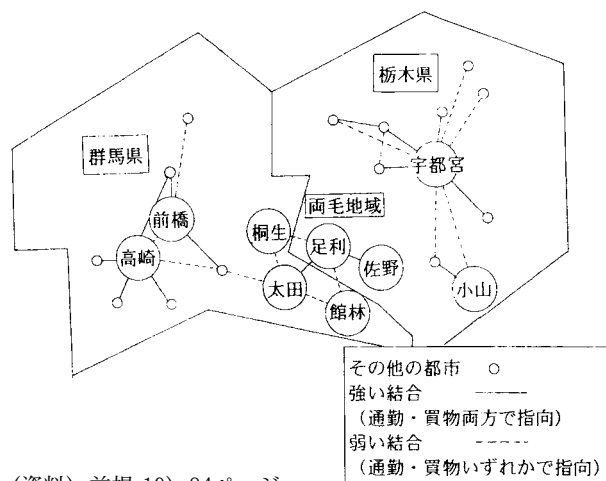 栃木県
群馬県
宇都宮
両毛地域
前橋
桐生
足利
高崎
佐野
太田
小山
館林
その他の都市
強い結合
（通勤・買物両方で指向）
弱い結合
（通勤・買物いずれかで指向）